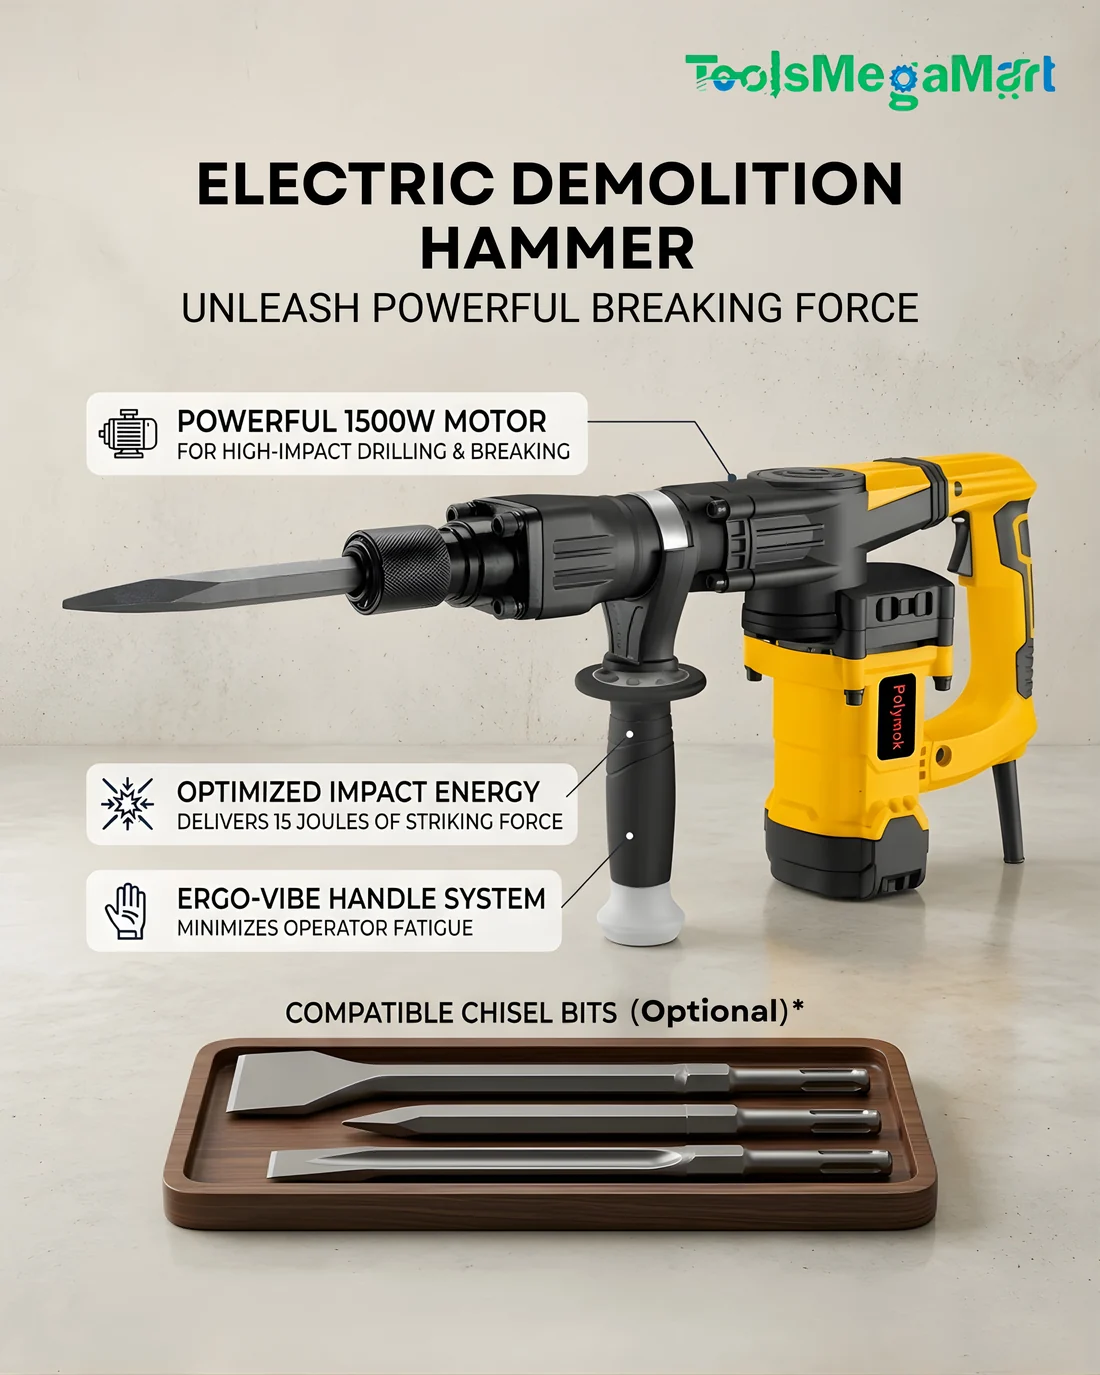 ToolsMegaMart
ELECTRIC DEMOLITION
HAMMER
UNLEASH POWERFUL BREAKING FORCE
POWERFUL 1500W MOTOR
FOR HIGH-IMPACT DRILLING & BREAKING
Polymok
OPTIMIZED IMPACT ENERGY
DELIVERS 15 JOULES OF STRIKING FORCE
ERGO-VIBE HANDLE SYSTEM
MINIMIZES OPERATOR FATIGUE
COMPATIBLE CHISEL BITS (Optional)*